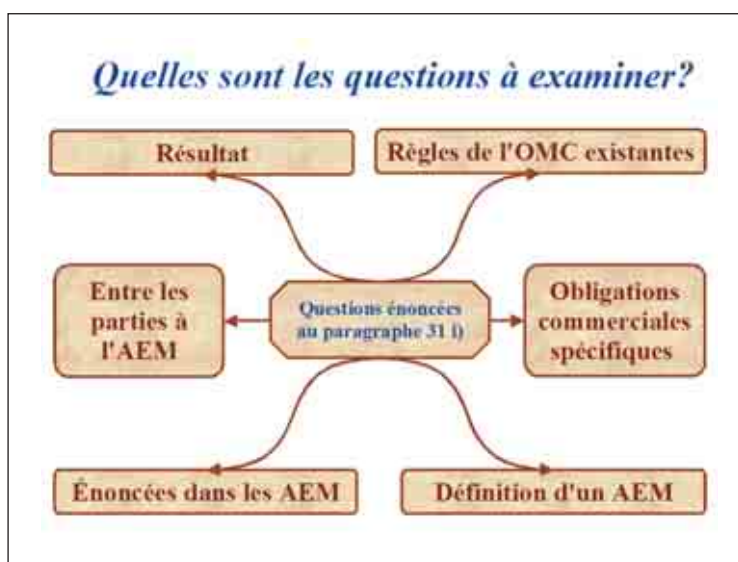 Quelles sont les questions à examiner?
Résultat
Règles de l'OMC existantes
Entre les
parties à
l'AEM
Questions énoncées
au paragraphe 31 i)
Obligations
commerciales
spécifiques
Énoncées dans les AEM
Définition d'un AEM